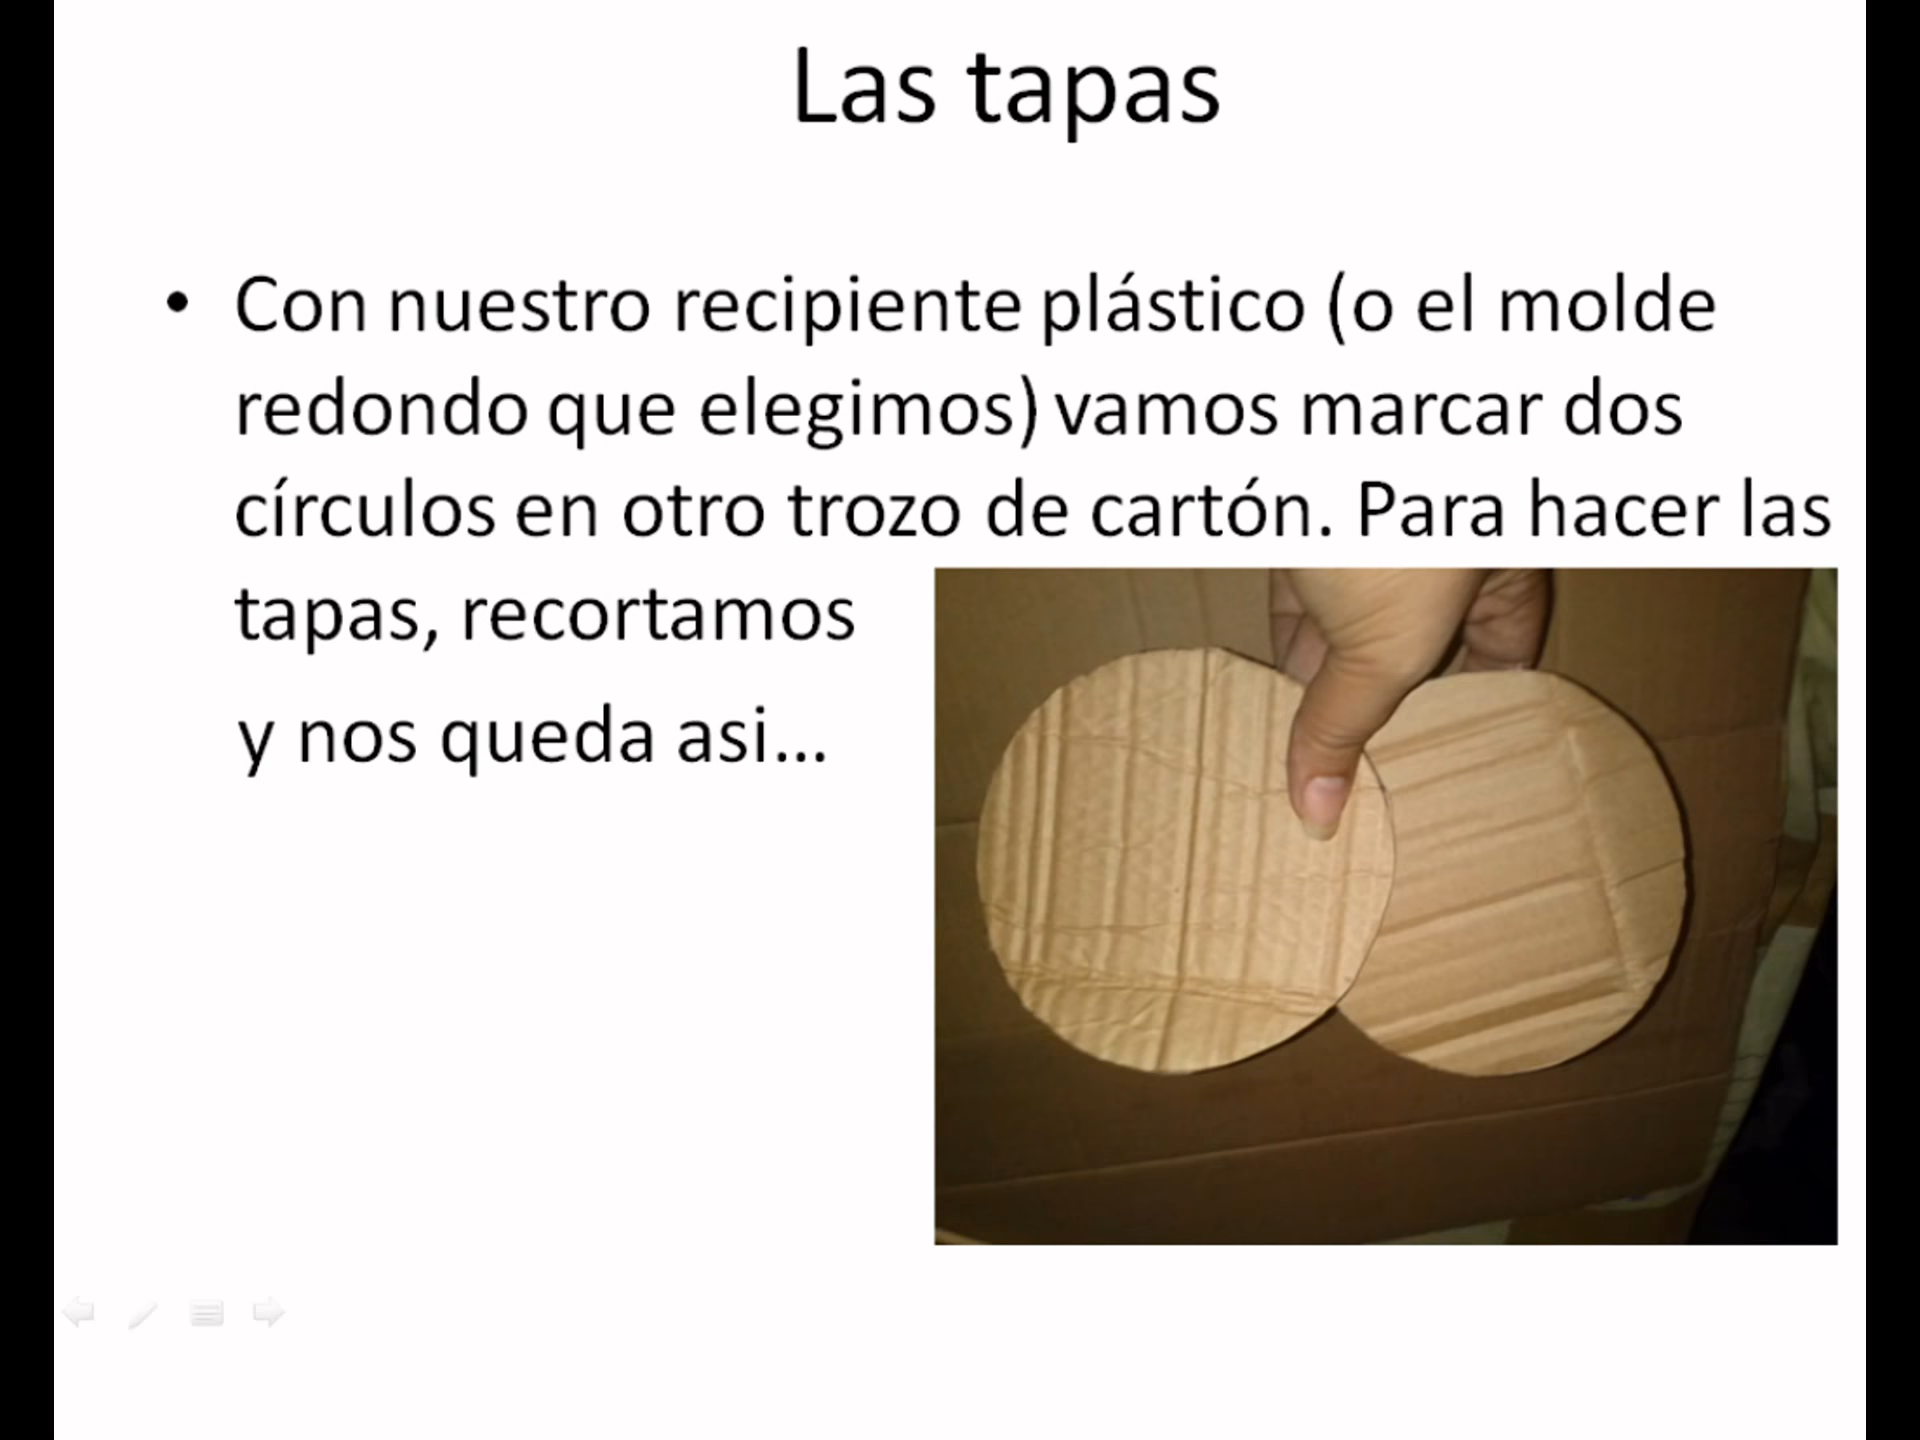 Las tapas
• Con nuestro recipiente plástico (o el molde
redondo que elegimos) vamos marcar dos
círculos en otro trozo de cartón. Para hacer las
tapas, recortamos
y nos queda asi...